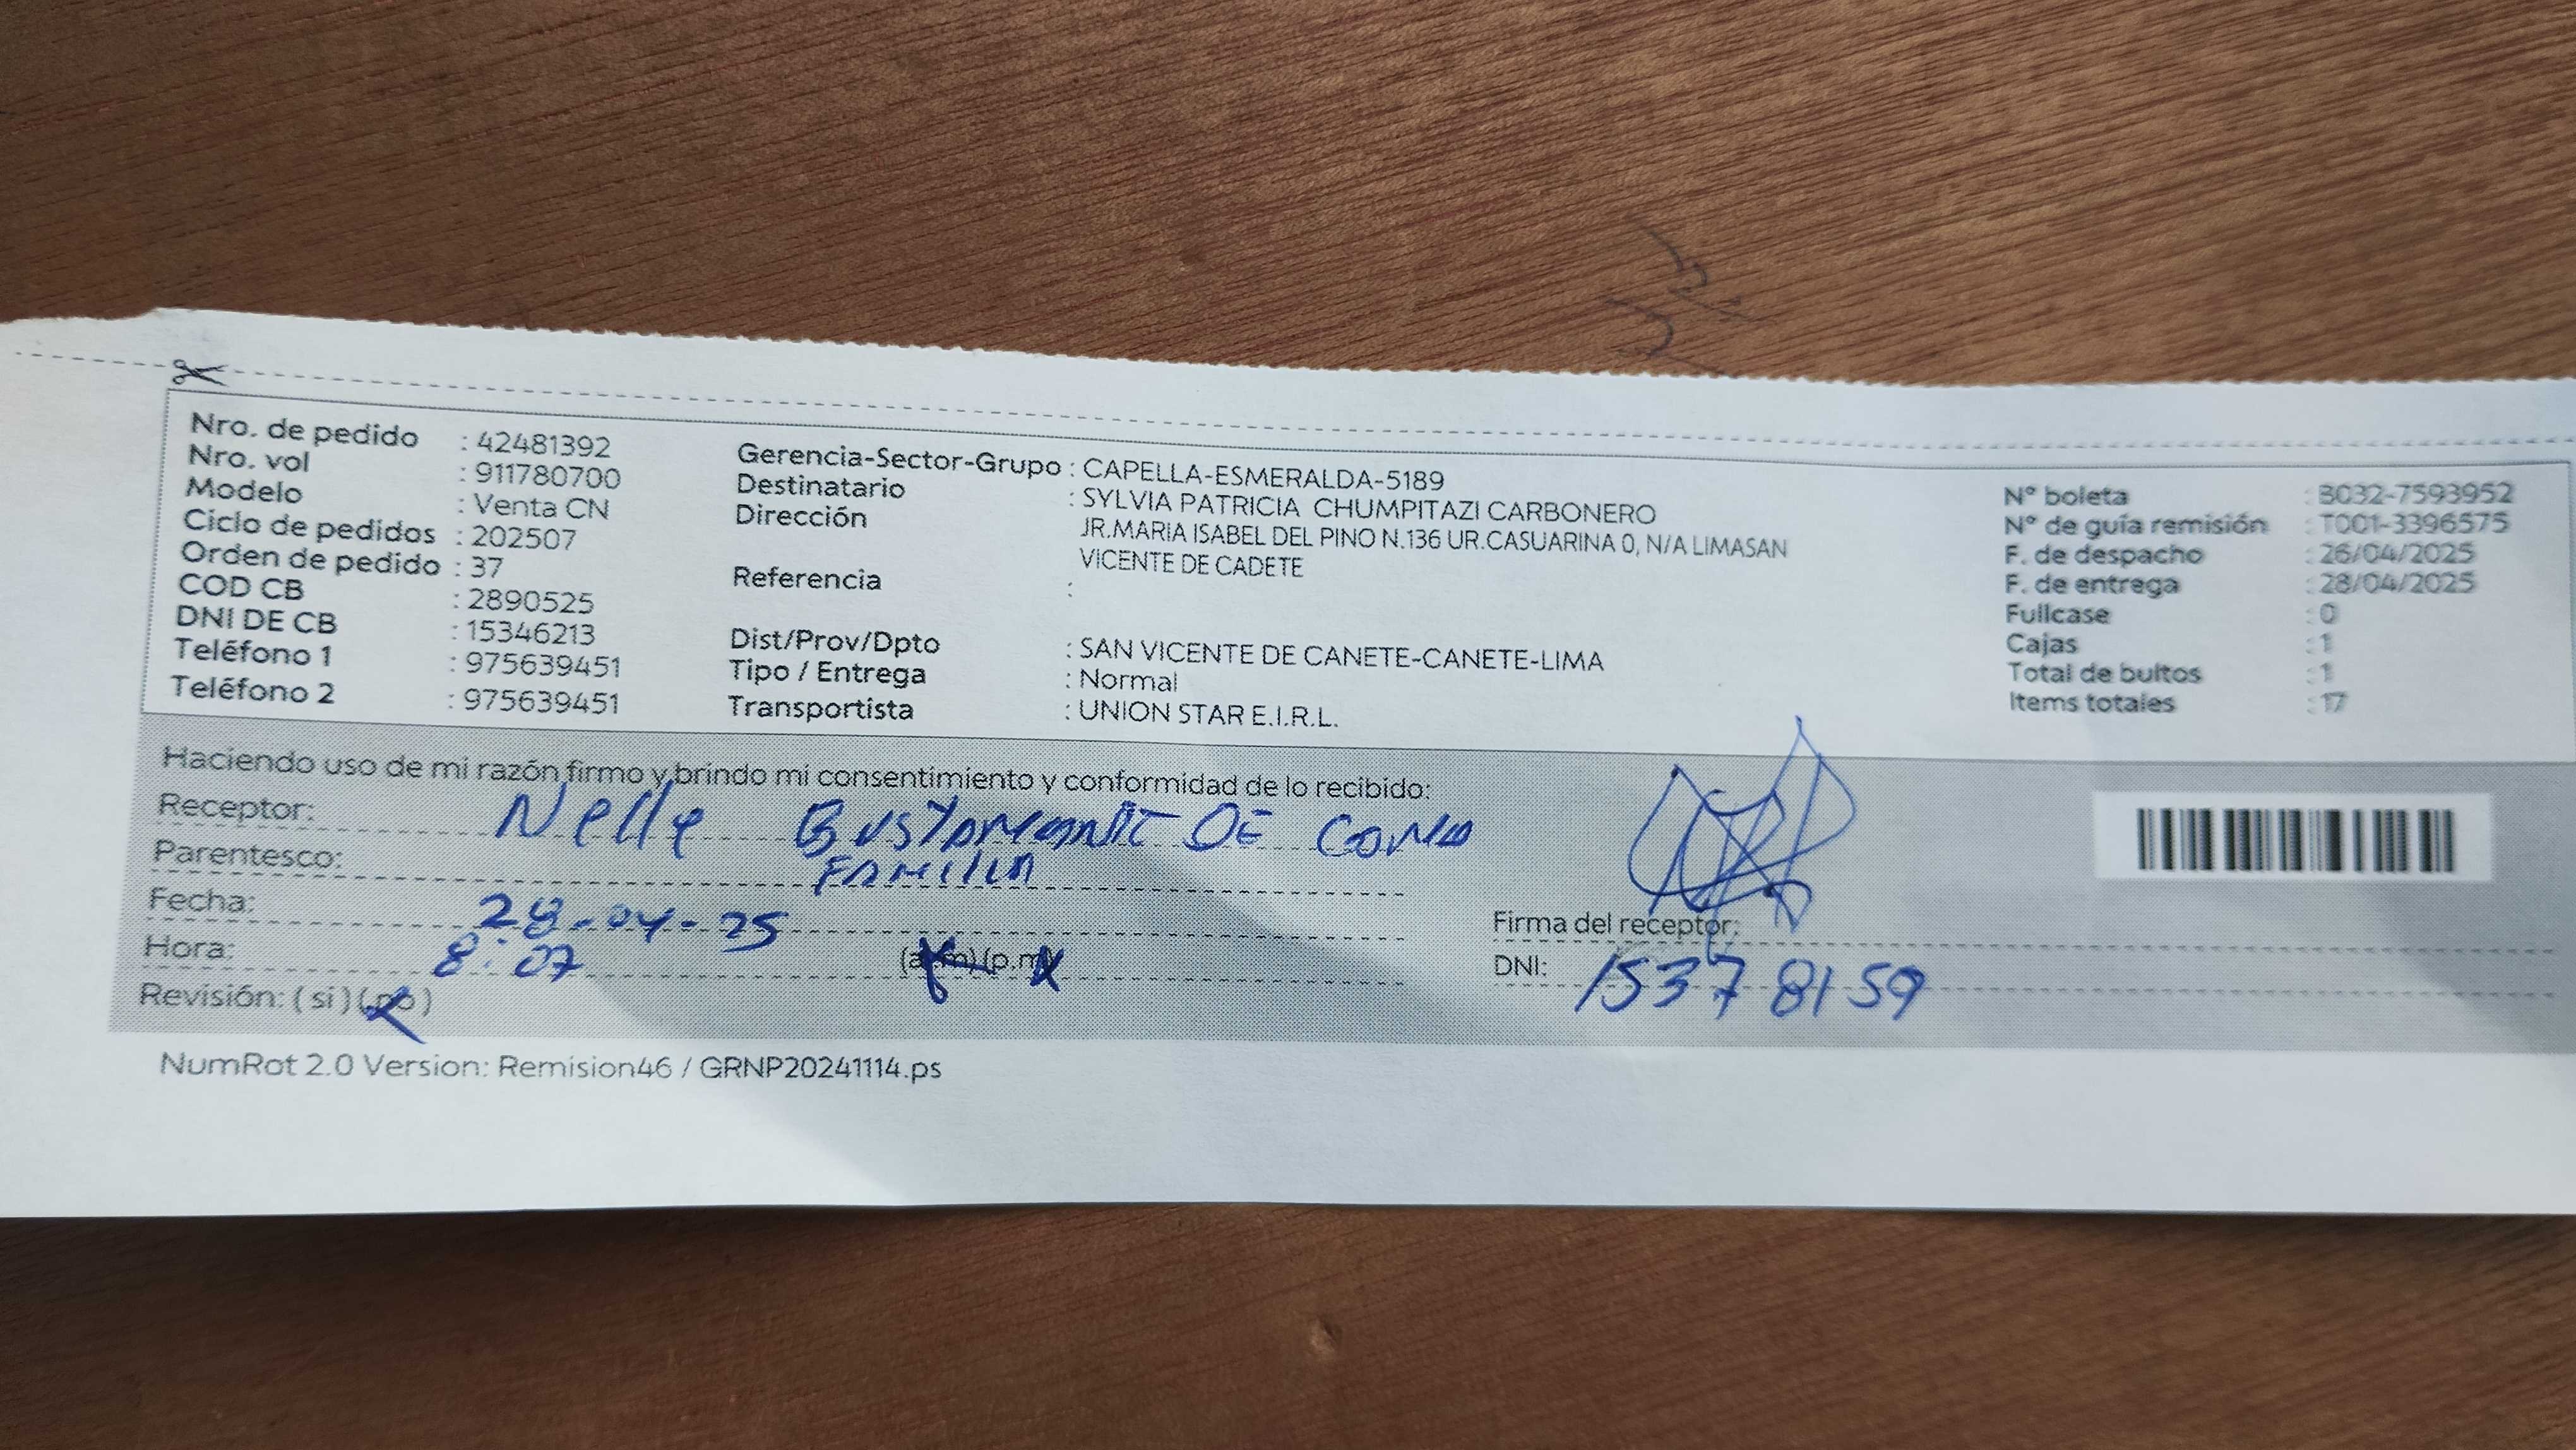 Nro. de pedido : 42481392
Nro. vol : 911780700
Modelo : Venta CN
Ciclo de pedidos : 202507
Orden de pedido : 37
COD CB : 2890525
DNI DE CB : 15346213
Teléfono 1 : 975639451
Teléfono 2 : 975639451
Gerencia-Sector-Grupo : CAPELLA-ESMERALDA-5189
Destinatario : SYLVIA PATRICIA CHUMPITAZI CARBONERO
Dirección JR.MARIA ISABEL DEL PINO N.136 UR.CASUARINA 0, N/A LIMASAN
VICENTE DE CADETE
Referencia :
Dist/Prov/Dpto : SAN VICENTE DE CANETE-CANETE-LIMA
Tipo / Entrega : Normal
Transportista : UNION STAR E.I.R.L.
N° boleta : B032-7593952
N° de guía remisión : T001-3396575
F. de despacho : 26/04/2025
F. de entrega : 28/04/2025
Fullcase : 0
Cajas : 1
Total de bultos : 1
Items totales : 17
Haciendo uso de mi razón firmo y brindo mi consentimiento y conformidad de lo recibido:
Receptor: Nelly DE
Parentesco: FAMILIA
Fecha: 28-04-25
Hora: 8:07 (a.m) (p.m)
Revisión: ( si ) ( no )
Firma del receptor:
DNI: 15378159
NumRot 2.0 Version: Remision46 / GRNP20241114.ps